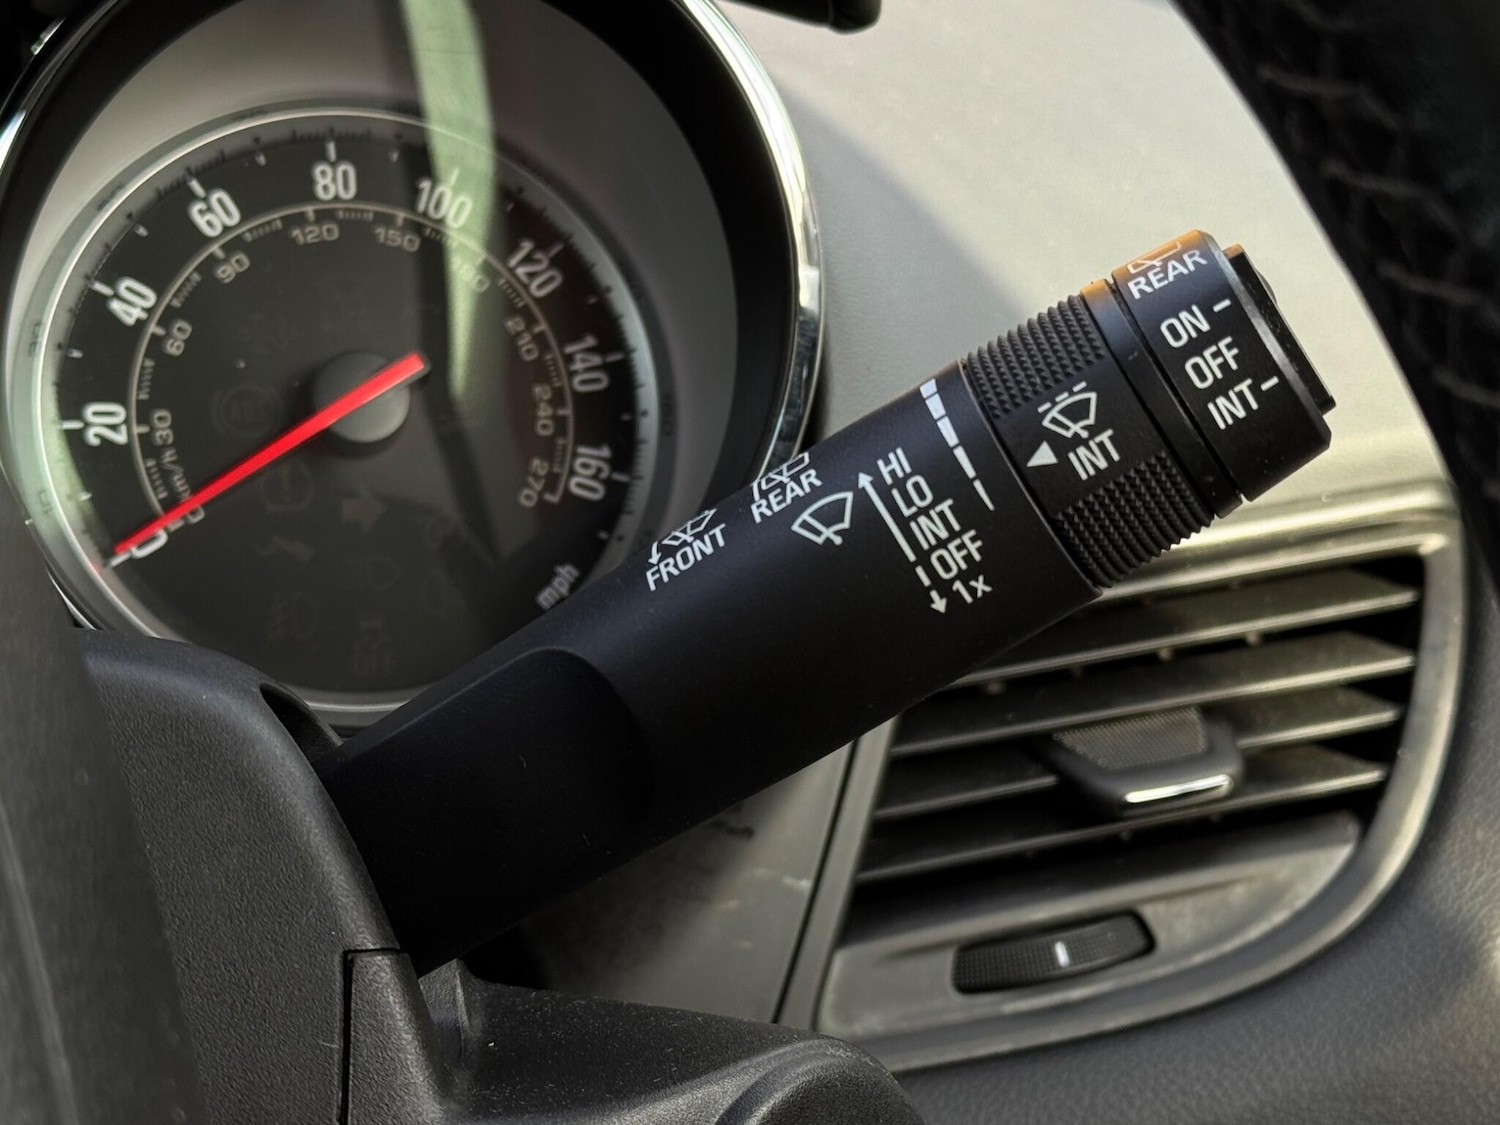 20
40
60
80
100
120
140
160
mph
30
60
90
120
150
180
210
240
270
km/h
REAR
ON
OFF
INT
INT
HI
LO
INT
OFF
1x
REAR
FRONT